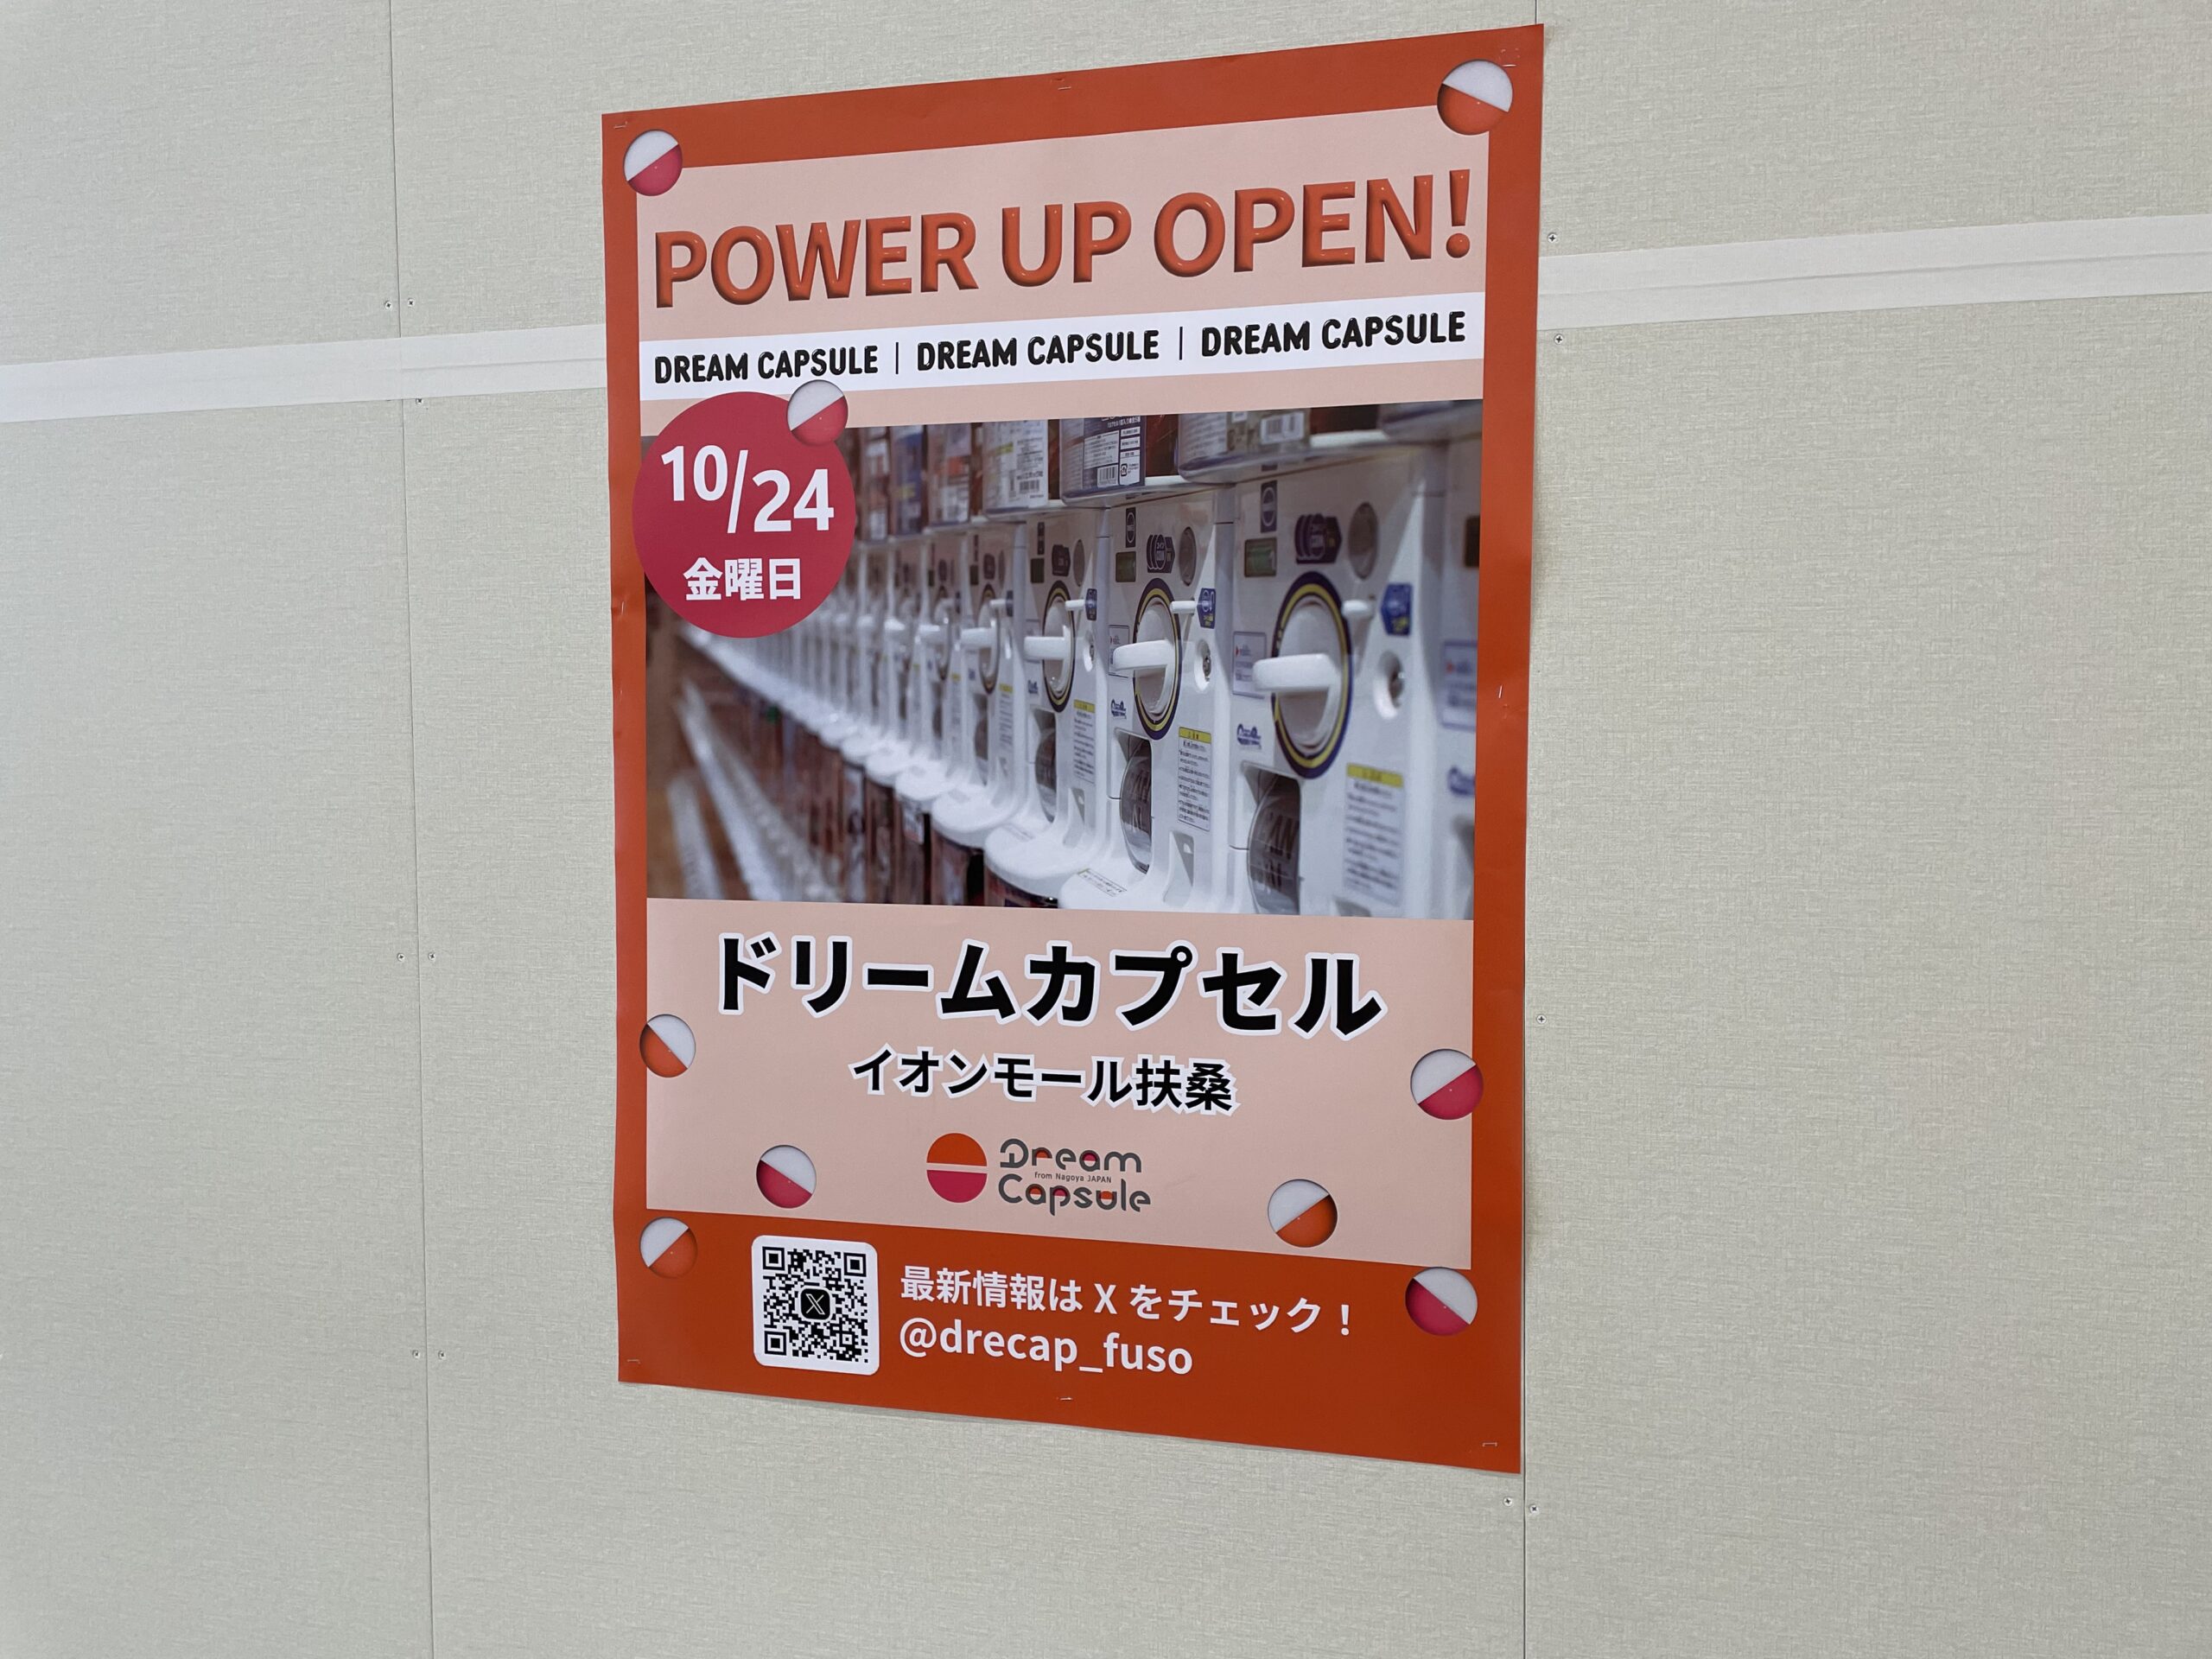 POWER UP OPEN!
DREAM CAPSULE | DREAM CAPSULE | DREAM CAPSULE
10/24
金曜日
ドリームカプセル
イオンモール扶桑
Dream
from Nagoya JAPAN
Capsule
最新情報は X をチェック！
@drecap_fuso